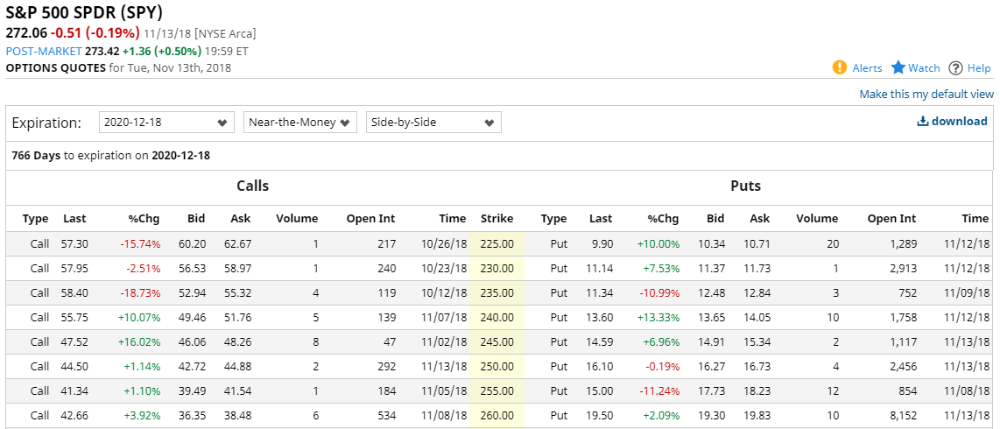 S&P 500 SPDR (SPY)
272.06 -0.51 (-0.19%) 11/13/18 [NYSE Arca]
POST-MARKET 273.42 +1.36 (+0.50%) 19:59 ET
OPTIONS QUOTES for Tue, Nov 13th, 2018
Alerts Watch Help
Make this my default view
Expiration: 2020-12-18 Near-the-Money Side-by-Side download
766 Days to expiration on 2020-12-18
Calls Puts
Type Last %Chg Bid Ask Volume Open Int Time Strike Type Last %Chg Bid Ask Volume Open Int Time
Call 57.30 -15.74% 60.20 62.67 1 217 10/26/18 225.00 Put 9.90 +10.00% 10.34 10.71 20 1,289 11/12/18
Call 57.95 -2.51% 56.53 58.97 1 240 10/23/18 230.00 Put 11.14 +7.53% 11.37 11.73 1 2,913 11/12/18
Call 58.40 -18.73% 52.94 55.32 4 119 10/12/18 235.00 Put 11.34 -10.99% 12.48 12.84 3 752 11/09/18
Call 55.75 +10.07% 49.46 51.76 5 139 11/07/18 240.00 Put 13.60 +13.33% 13.65 14.05 10 1,758 11/12/18
Call 47.52 +16.02% 46.06 48.26 8 47 11/02/18 245.00 Put 14.59 +6.96% 14.91 15.34 2 1,117 11/13/18
Call 44.50 +1.14% 42.72 44.88 2 292 11/13/18 250.00 Put 16.10 -0.19% 16.27 16.73 4 2,456 11/13/18
Call 41.34 +1.10% 39.49 41.54 1 184 11/05/18 255.00 Put 15.00 -11.24% 17.73 18.23 12 854 11/08/18
Call 42.66 +3.92% 36.35 38.48 6 534 11/08/18 260.00 Put 19.50 +2.09% 19.30 19.83 10 8,152 11/13/18